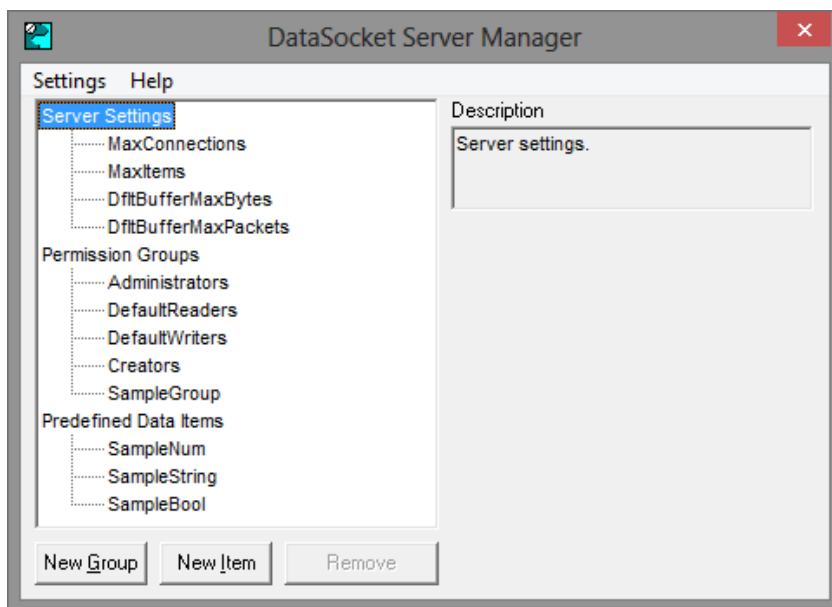 DataSocket Server Manager
Settings Help
Server Settings
MaxConnections
MaxItems
DfltBufferMaxBytes
DfltBufferMaxPackets
Permission Groups
Administrators
DefaultReaders
DefaultWriters
Creators
SampleGroup
Predefined Data Items
SampleNum
SampleString
SampleBool
Description
Server settings.
New Group New Item Remove